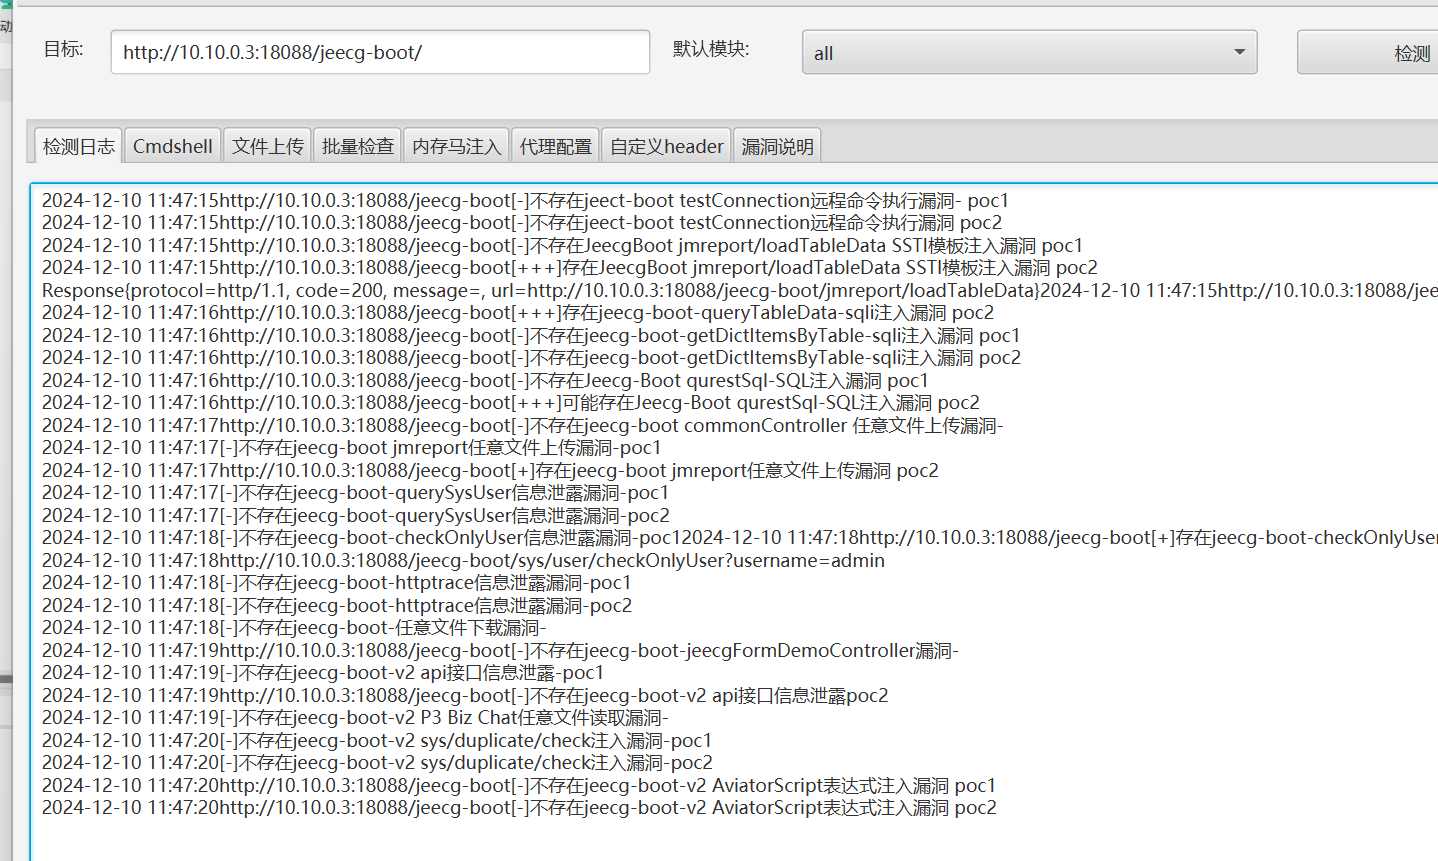 动
目标:
http://10.10.0.3:18088/jeecg-boot/
默认模块:
all
检测
检测日志
Cmdshell
文件上传
批量检查
内存马注入
代理配置
自定义header
漏洞说明
2024-12-10 11:47:15http://10.10.0.3:18088/jeecg-boot[-]不存在jeect-boot testConnection远程命令执行漏洞- poc1
2024-12-10 11:47:15http://10.10.0.3:18088/jeecg-boot[-]不存在jeect-boot testConnection远程命令执行漏洞 poc2
2024-12-10 11:47:15http://10.10.0.3:18088/jeecg-boot[-]不存在JeecgBoot jmreport/loadTableData SSTI模板注入漏洞 poc1
2024-12-10 11:47:15http://10.10.0.3:18088/jeecg-boot[+++]存在JeecgBoot jmreport/loadTableData SSTI模板注入漏洞 poc2
Response{protocol=http/1.1, code=200, message=, url=http://10.10.0.3:18088/jeecg-boot/jmreport/loadTableData}2024-12-10 11:47:15http://10.10.0.3:18088/jee
2024-12-10 11:47:16http://10.10.0.3:18088/jeecg-boot[+++]存在jeecg-boot-queryTableData-sqli注入漏洞 poc2
2024-12-10 11:47:16http://10.10.0.3:18088/jeecg-boot[-]不存在jeecg-boot-getDictItemsByTable-sqli注入漏洞 poc1
2024-12-10 11:47:16http://10.10.0.3:18088/jeecg-boot[-]不存在jeecg-boot-getDictItemsByTable-sqli注入漏洞 poc2
2024-12-10 11:47:16http://10.10.0.3:18088/jeecg-boot[-]不存在Jeecg-Boot qurestSql-SQL注入漏洞 poc1
2024-12-10 11:47:16http://10.10.0.3:18088/jeecg-boot[+++]可能存在Jeecg-Boot qurestSql-SQL注入漏洞 poc2
2024-12-10 11:47:17http://10.10.0.3:18088/jeecg-boot[-]不存在jeecg-boot commonController 任意文件上传漏洞-
2024-12-10 11:47:17[-]不存在jeecg-boot jmreport任意文件上传漏洞-poc1
2024-12-10 11:47:17http://10.10.0.3:18088/jeecg-boot[+]存在jeecg-boot jmreport任意文件上传漏洞 poc2
2024-12-10 11:47:17[-]不存在jeecg-boot-querySysUser信息泄露漏洞-poc1
2024-12-10 11:47:17[-]不存在jeecg-boot-querySysUser信息泄露漏洞-poc2
2024-12-10 11:47:18[-]不存在jeecg-boot-checkOnlyUser信息泄露漏洞-poc12024-12-10 11:47:18http://10.10.0.3:18088/jeecg-boot[+]存在jeecg-boot-checkOnlyUser
2024-12-10 11:47:18http://10.10.0.3:18088/jeecg-boot/sys/user/checkOnlyUser?username=admin
2024-12-10 11:47:18[-]不存在jeecg-boot-httptrace信息泄露漏洞-poc1
2024-12-10 11:47:18[-]不存在jeecg-boot-httptrace信息泄露漏洞-poc2
2024-12-10 11:47:18[-]不存在jeecg-boot-任意文件下载漏洞-
2024-12-10 11:47:19http://10.10.0.3:18088/jeecg-boot[-]不存在jeecg-boot-jeecgFormDemoController漏洞-
2024-12-10 11:47:19[-]不存在jeecg-boot-v2 api接口信息泄露-poc1
2024-12-10 11:47:19http://10.10.0.3:18088/jeecg-boot[-]不存在jeecg-boot-v2 api接口信息泄露poc2
2024-12-10 11:47:19[-]不存在jeecg-boot-v2 P3 Biz Chat任意文件读取漏洞-
2024-12-10 11:47:20[-]不存在jeecg-boot-v2 sys/duplicate/check注入漏洞-poc1
2024-12-10 11:47:20[-]不存在jeecg-boot-v2 sys/duplicate/check注入漏洞-poc2
2024-12-10 11:47:20http://10.10.0.3:18088/jeecg-boot[-]不存在jeecg-boot-v2 AviatorScript表达式注入漏洞 poc1
2024-12-10 11:47:20http://10.10.0.3:18088/jeecg-boot[-]不存在jeecg-boot-v2 AviatorScript表达式注入漏洞 poc2